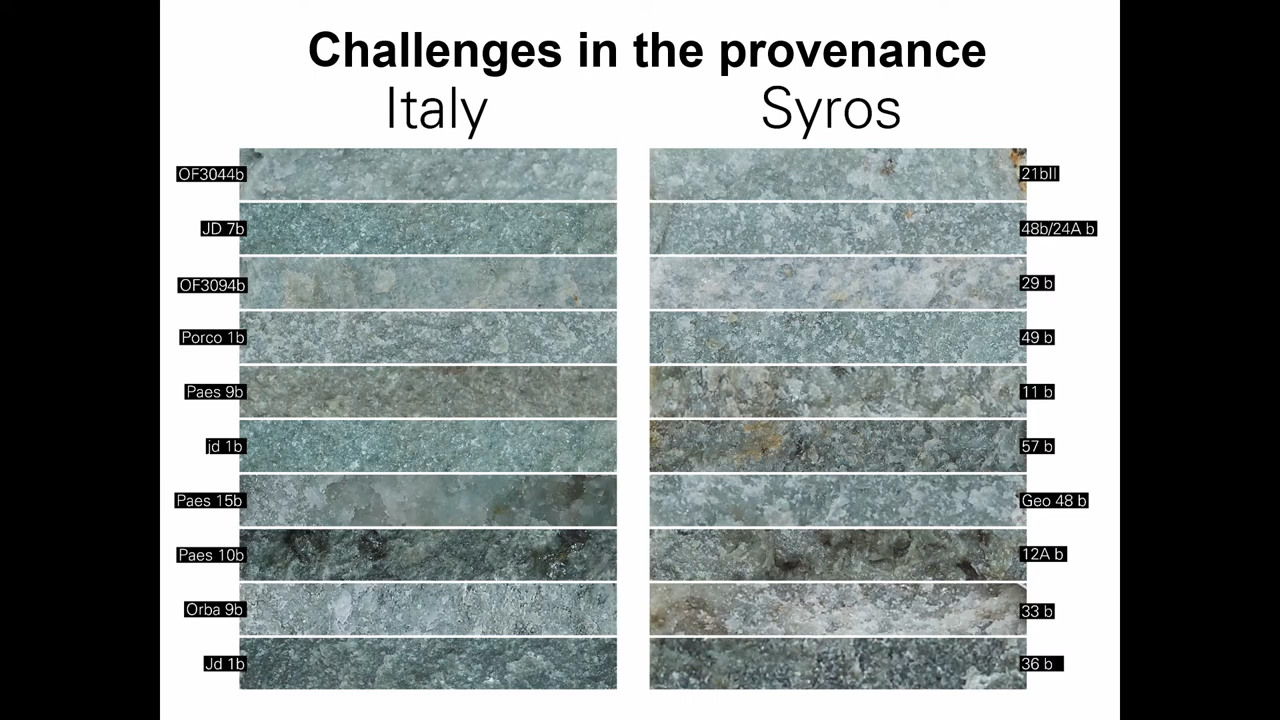 Challenges in the provenance
Italy
Syros
OF3044b
JD 7b
OF3094b
Porco 1b
Paes 9b
jd 1b
Paes 15b
Paes 10b
Orba 9b
Jd 1b
21bII
48b/24A b
29 b
49 b
11 b
57 b
Geo 48 b
12A b
33 b
36 b